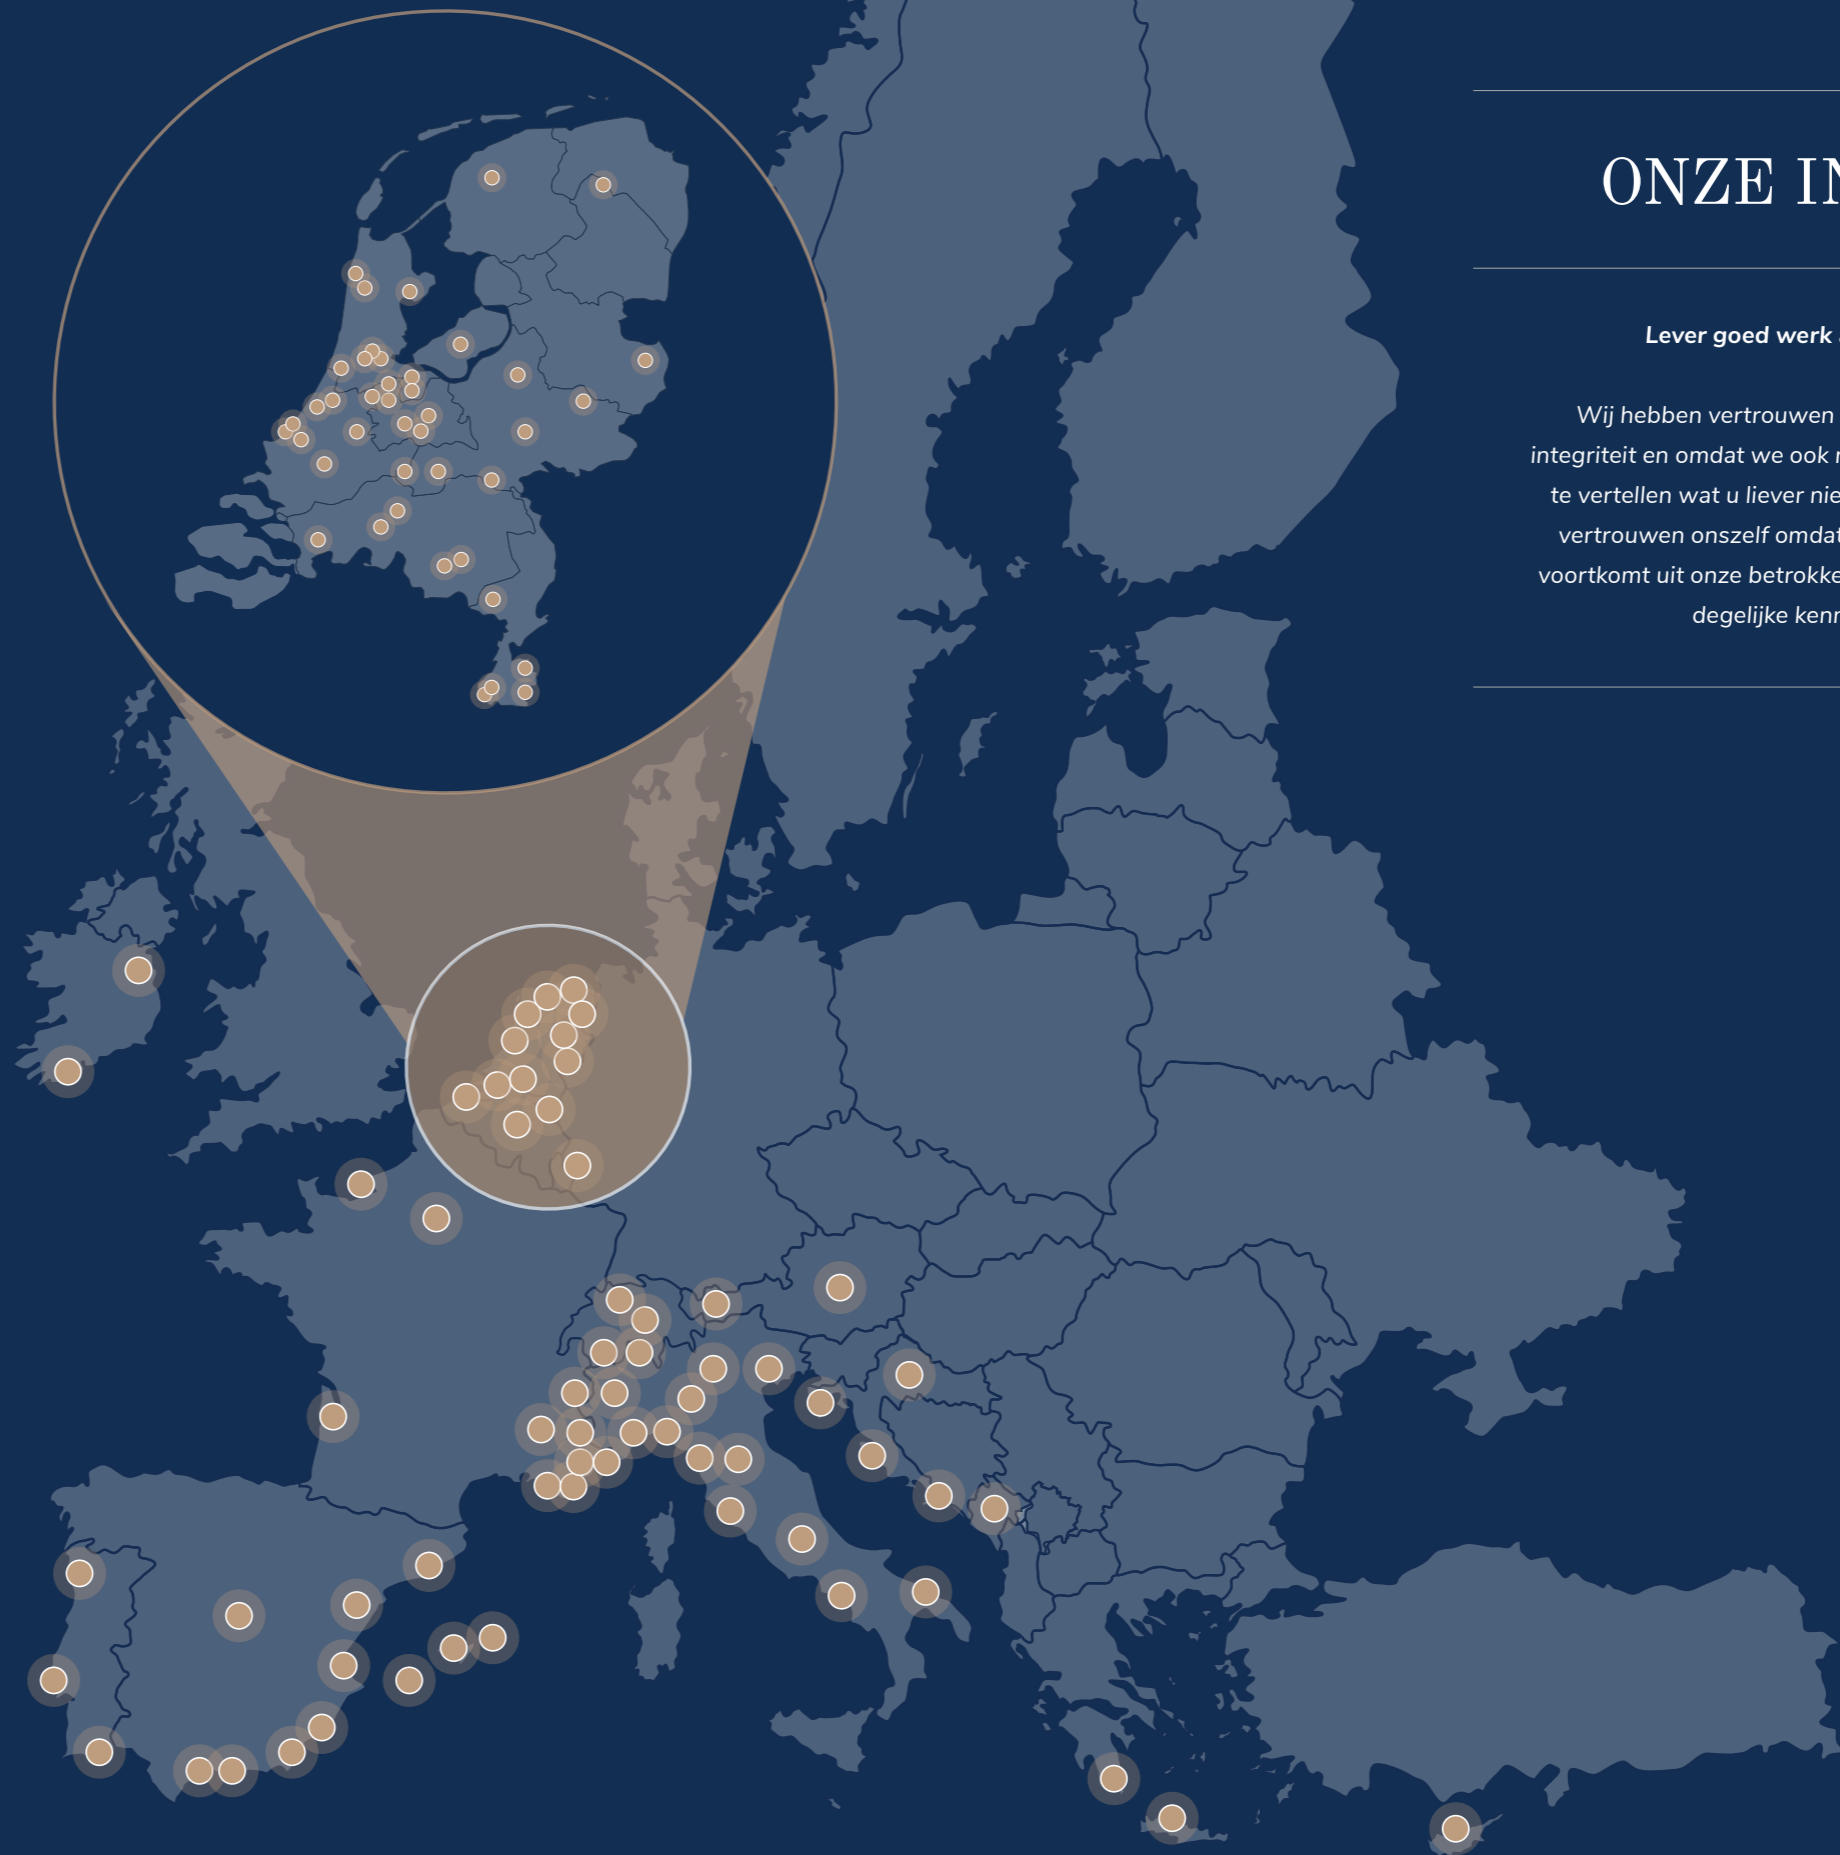 ONZE IN
Lever goed werk
Wij hebben vertrouwen
integriteit en omdat we ook
te vertellen wat u liever nie
vertrouwen onszelf omdat
voortkomt uit onze betrokke
degelijke kenn